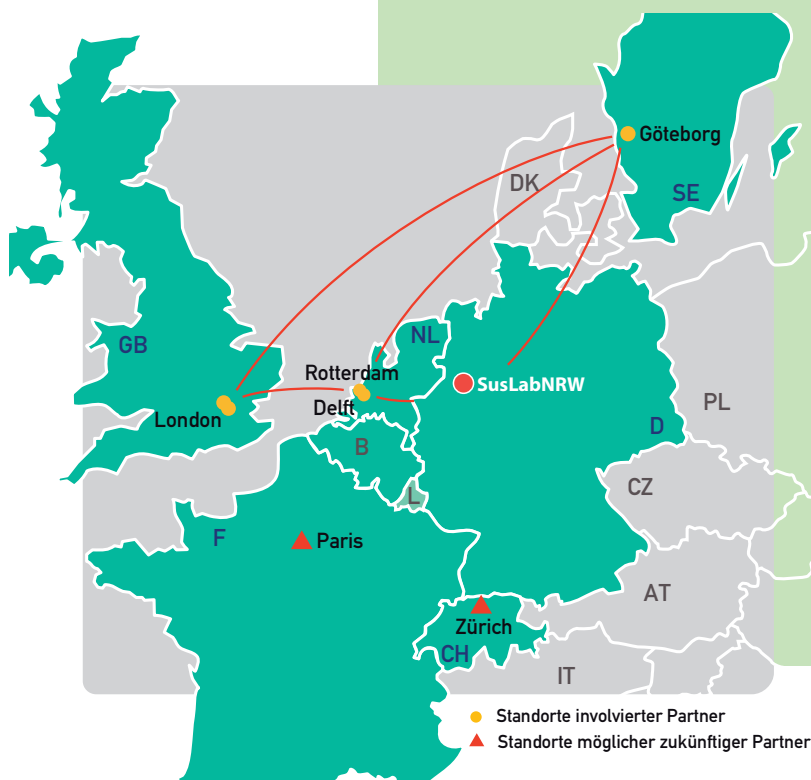 Göteborg
DK
SE
GB
NL
Rotterdam
SusLabNRW
Delft
London
PL
D
B
CZ
L
F
Paris
AT
Zürich
CH
IT
Standorte involvierter Partner
Standorte möglicher zukünftiger Partner